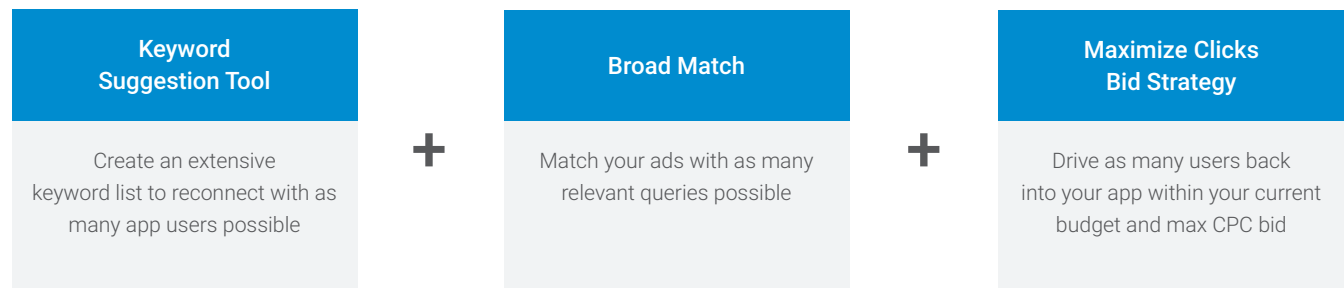 Keyword
Suggestion Tool
Create an extensive
keyword list to reconnect with as
many app users possible
+
Broad Match
Match your ads with as many
relevant queries possible
+
Maximize Clicks
Bid Strategy
Drive as many users back
into your app within your current
budget and max CPC bid